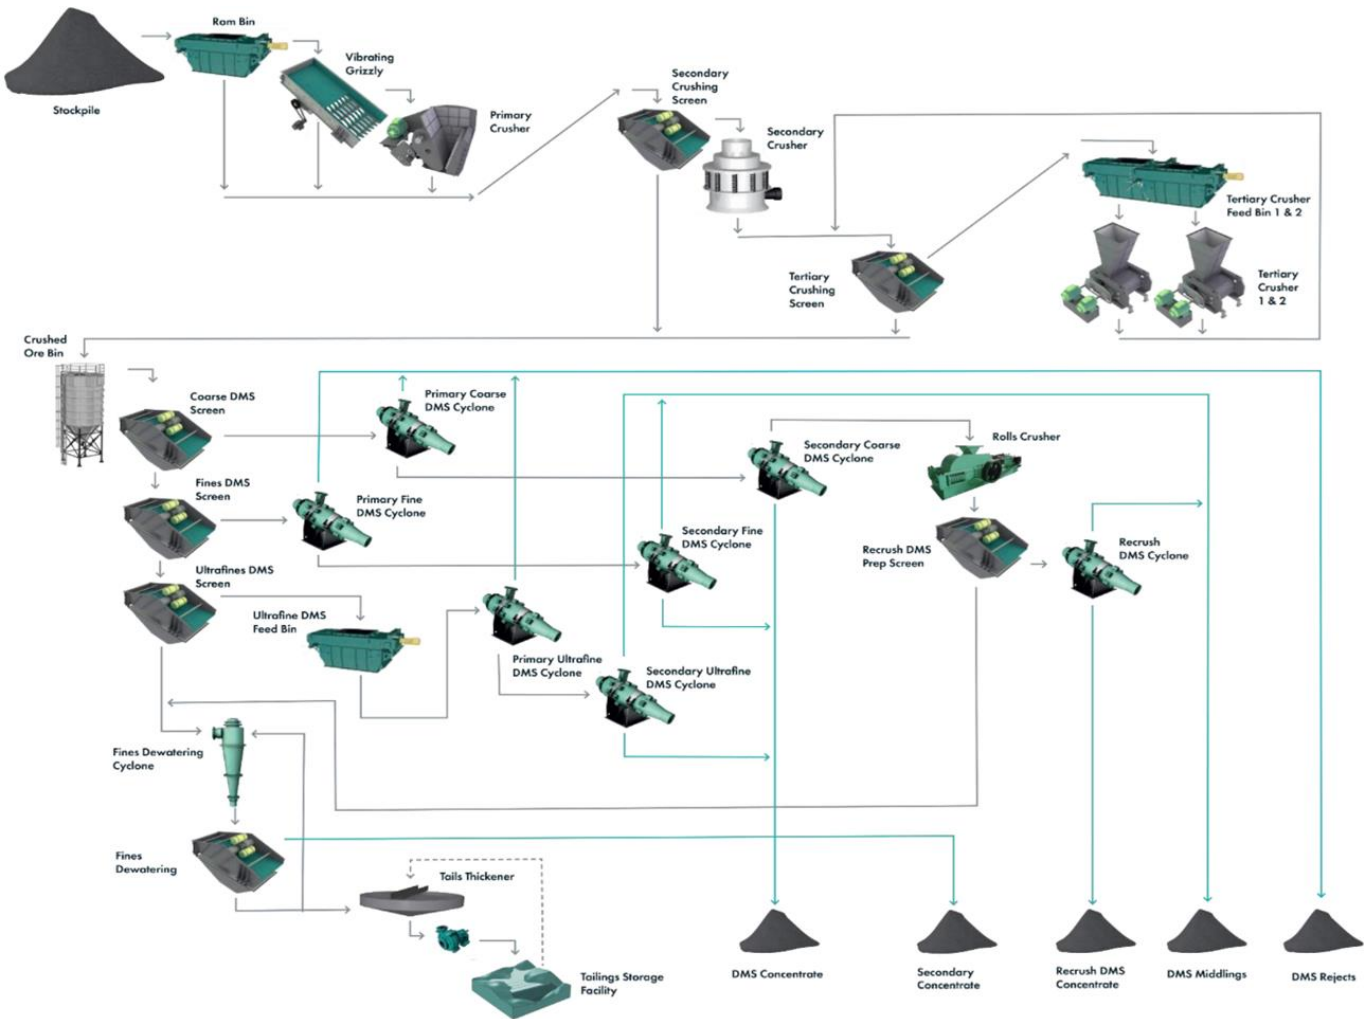 Rom Bin
Stockpile
Vibrating
Grizzly
Primary
Crusher
Secondary
Crushing
Screen
Secondary
Crusher
Tertiary
Crushing
Screen
Tertiary Crusher
Feed Bin 1 & 2
Tertiary
Crusher
1 & 2
Crushed
Ore Bin
Coarse DMS
Screen
Primary Coarse
DMS Cyclone
Secondary Coarse
DMS Cyclone
Rolls Crusher
Fines DMS
Screen
Primary Fine
DMS Cyclone
Secondary Fine
DMS Cyclone
Recrush DMS
Prep Screen
Recrush
DMS Cyclone
Ultrafines DMS
Screen
Ultrafine DMS
Feed Bin
Primary Ultrafine
DMS Cyclone
Secondary Ultrafine
DMS Cyclone
Fines Dewatering
Cyclone
Fines
Dewatering
Tails Thickener
Tailings Storage
Facility
DMS Concentrate
Secondary
Concentrate
Recrush DMS
Concentrate
DMS Middlings
DMS Rejects